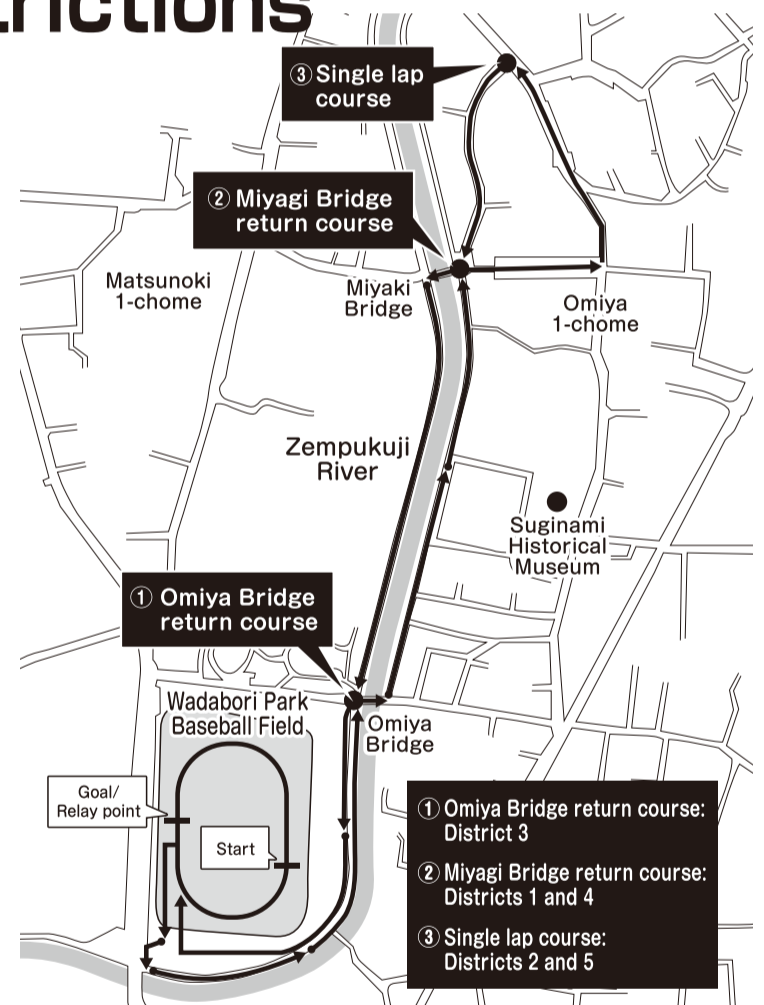 trictions
③ Single lap
course
② Miyagi Bridge
return course
Matsunoki
1-chome
Miyaki
Bridge
Omiya
1-chome
Zempukuji
River
Suginami
Historical
Museum
① Omiya Bridge
return course
Wadabori Park
Baseball Field
Omiya
Bridge
Goal/
Relay point
Start
① Omiya Bridge return course:
District 3
② Miyagi Bridge return course:
Districts 1 and 4
③ Single lap course:
Districts 2 and 5